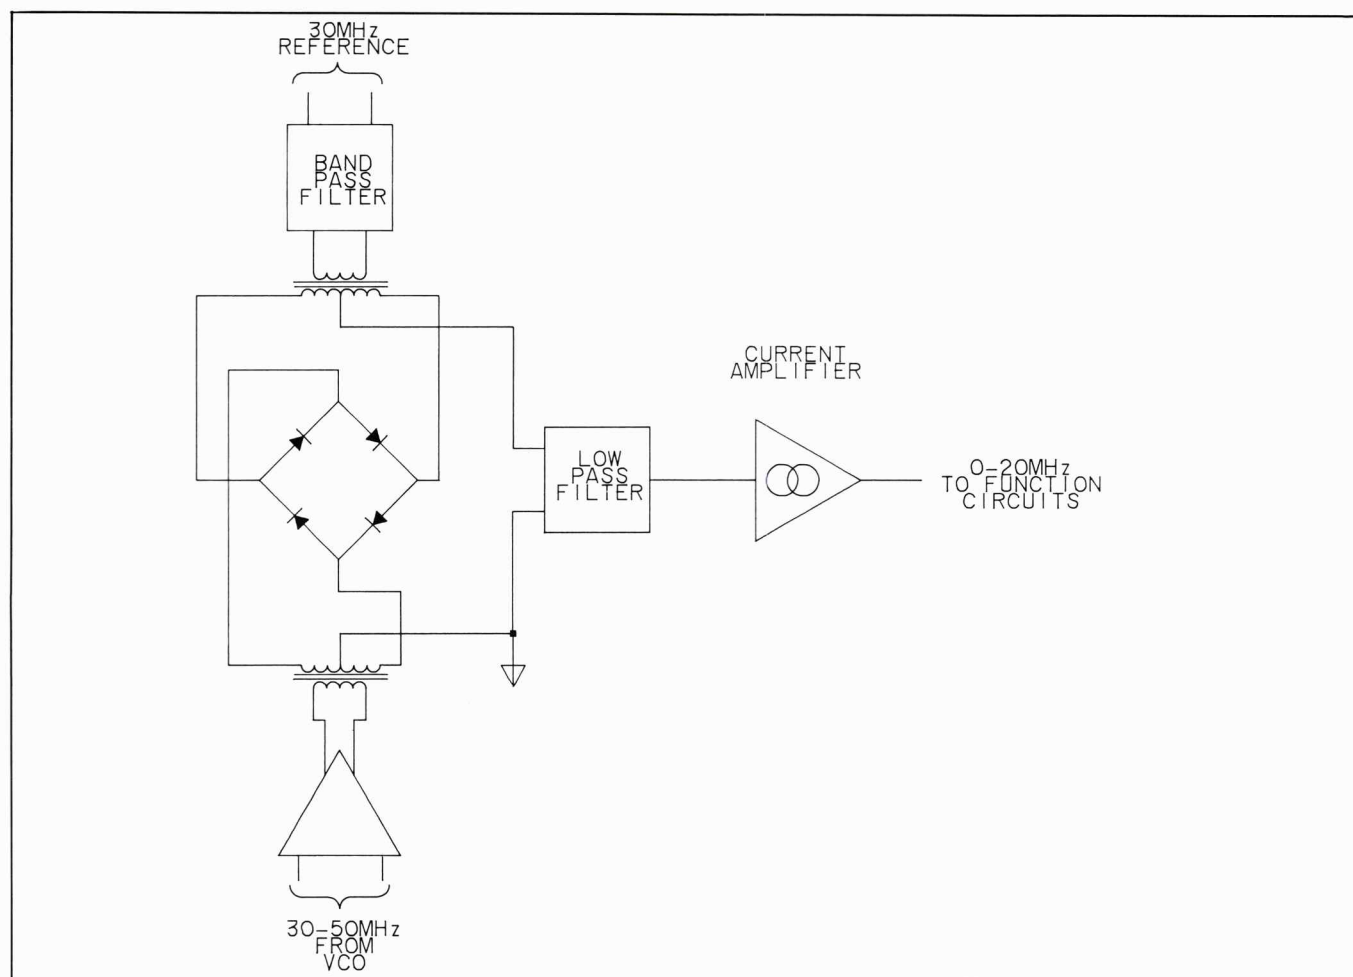 30MHz
REFERENCE
BAND
PASS
FILTER
CURRENT
AMPLIFIER
LOW
PASS
FILTER
0-20MHz
TO FUNCTION
CIRCUITS
30-50MHz
FROM
VCO